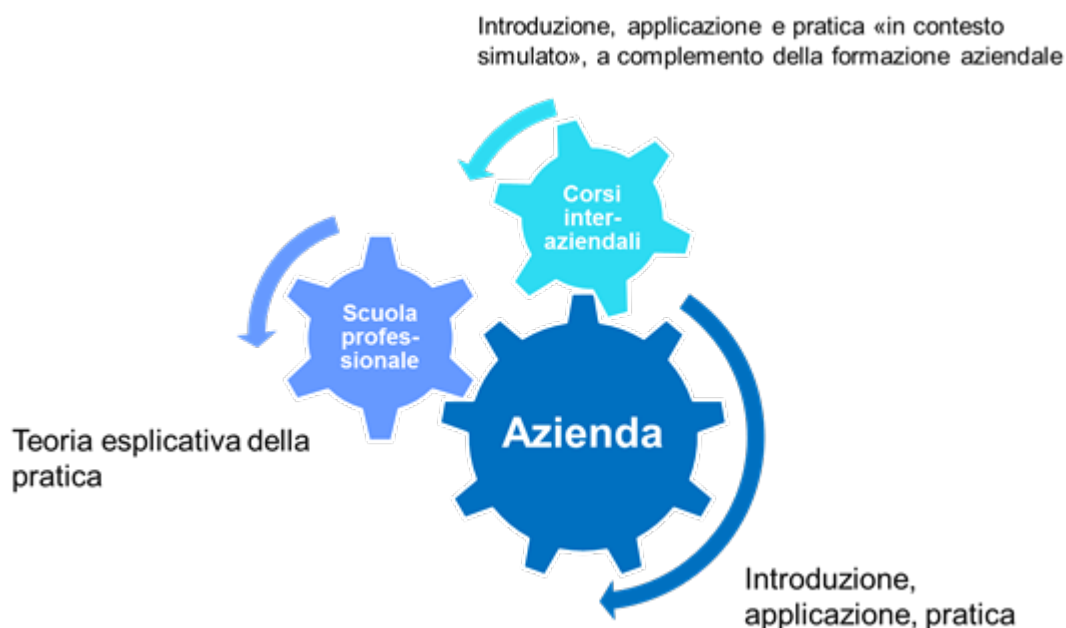 Introduzione, applicazione e pratica «in contesto
simulato», a complemento della formazione aziendale
Corsi
inter-
aziendali
Scuola
profes-
sionale
Azienda
Teoria esplicativa della
pratica
Introduzione,
applicazione, pratica